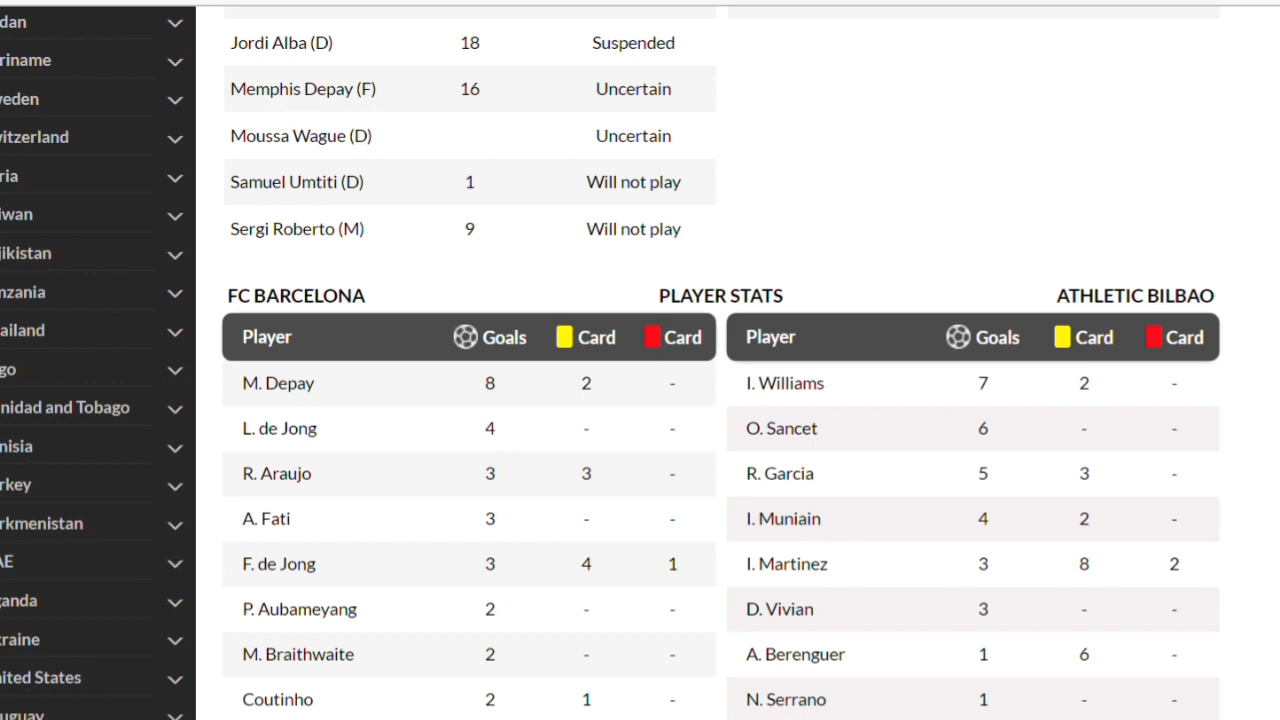 dan
riname
veden
vitzerland
ria
iwan
jikistan
nzania
ailand
go
nidad and Tobago
nisia
rkey
rkmenistan
AE
ganda
kraine
nited States
uguay
Jordi Alba (D) 18 Suspended
Memphis Depay (F) 16 Uncertain
Moussa Wague (D) Uncertain
Samuel Umtiti (D) 1 Will not play
Sergi Roberto (M) 9 Will not play
FC BARCELONA PLAYER STATS ATHLETIC BILBAO
Player Goals Card Card Player Goals Card Card
M. Depay 8 2 - I. Williams 7 2 -
L. de Jong 4 - - O. Sancet 6 - -
R. Araujo 3 3 - R. Garcia 5 3 -
A. Fati 3 - - I. Muniain 4 2 -
F. de Jong 3 4 1 I. Martinez 3 8 2
P. Aubameyang 2 - - D. Vivian 3 - -
M. Braithwaite 2 - - A. Berenguer 1 6 -
Coutinho 2 1 - N. Serrano 1 - -